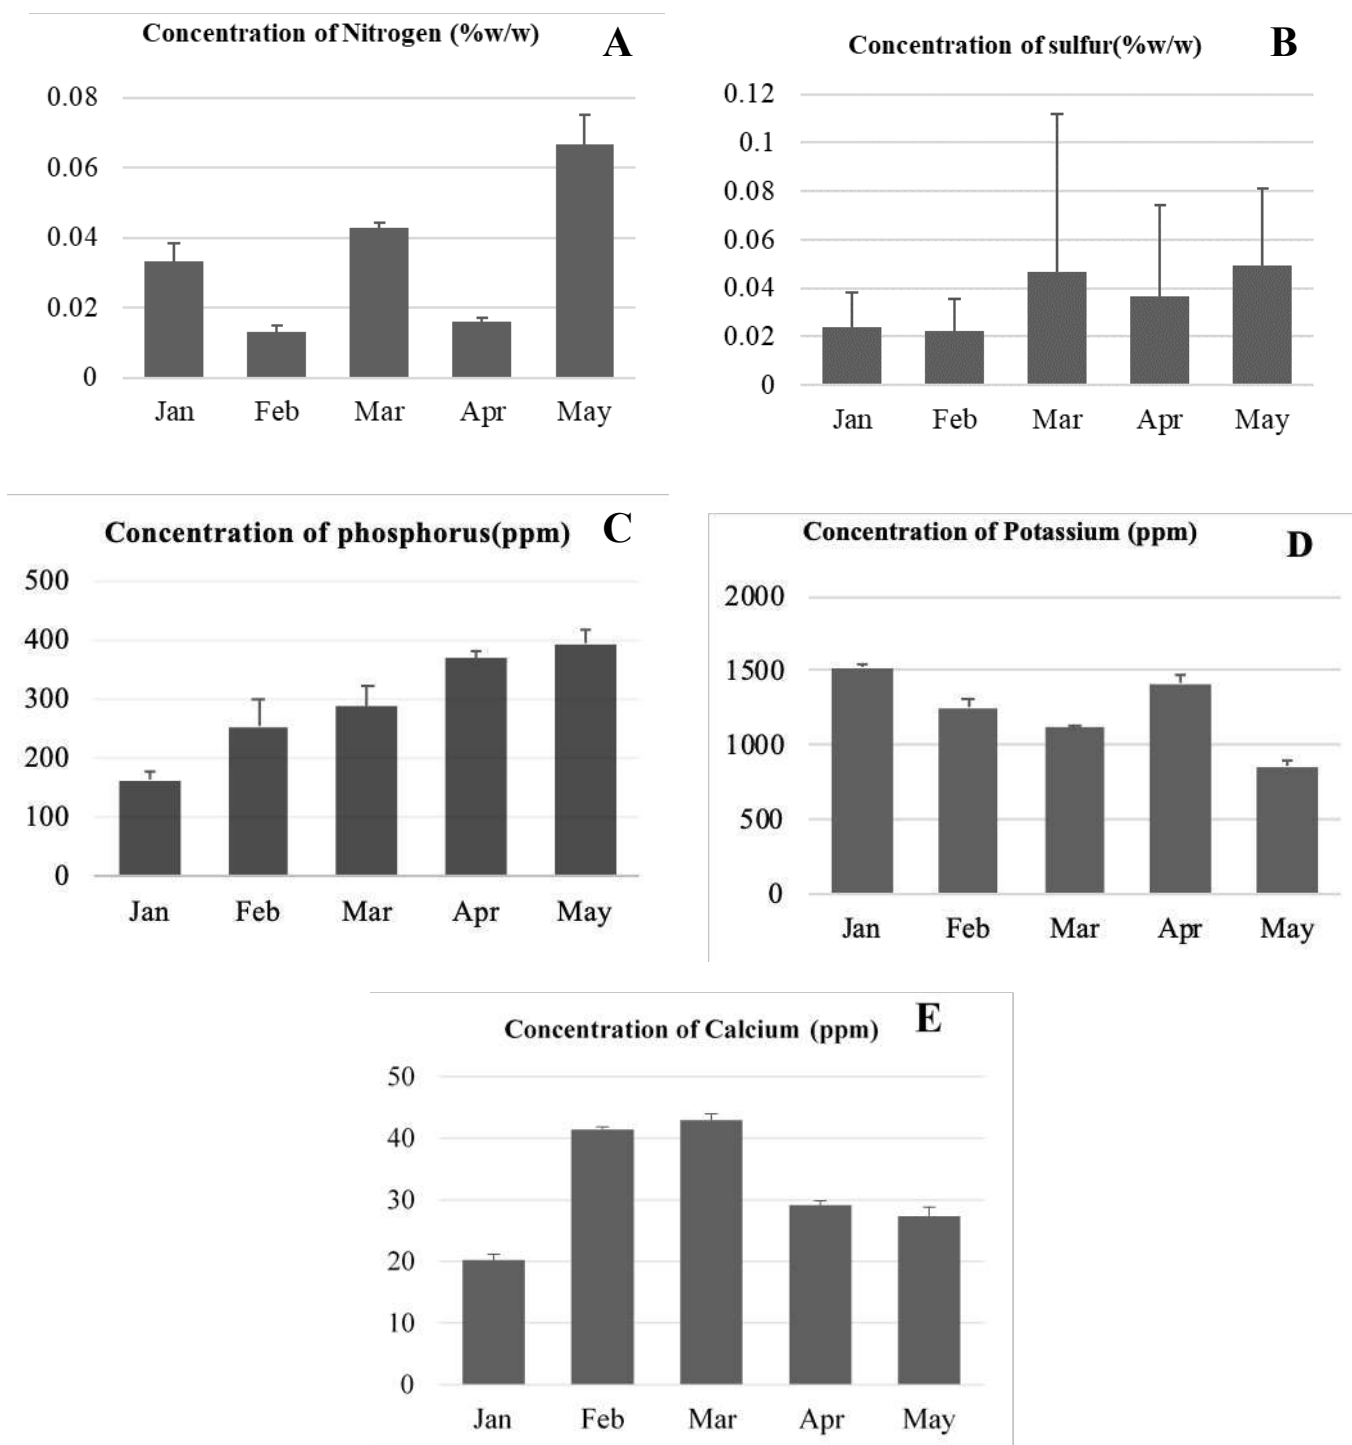 Concentration of Nitrogen (%w/w) A
0.08
0.06
0.04
0.02
0
Jan Feb Mar Apr May
Concentration of sulfur(%w/w) B
0.12
0.1
0.08
0.06
0.04
0.02
0
Jan Feb Mar Apr May
Concentration of phosphorus(ppm) C
500
400
300
200
100
0
Jan Feb Mar Apr May
Concentration of Potassium (ppm) D
2000
1500
1000
500
0
Jan Feb Mar Apr May
Concentration of Calcium (ppm) E
50
40
30
20
10
0
Jan Feb Mar Apr May